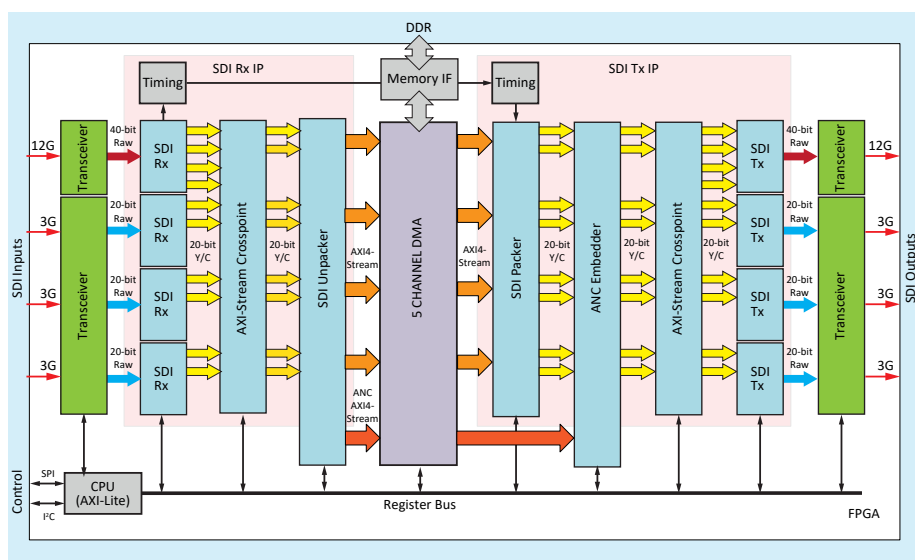 DDR
SDI Rx IP
Memory IF
SDI Tx IP
Timing
Timing
12G
Transceiver
40-bit
Raw
SDI
Rx
SDI
Tx
40-bit
Raw
Transceiver
12G
3G
20-bit
Raw
SDI
Rx
SDI
Tx
20-bit
Raw
3G
SDI Inputs
Transceiver
20-bit
Y/C
AXI-Stream Crosspoint
20-bit
Y/C
SDI Unpacker
AXI4-
Stream
5 CHANNEL DMA
AXI4-
Stream
SDI Packer
20-bit
Y/C
ANC Embedder
20-bit
Y/C
AXI-Stream Crosspoint
20-bit
Y/C
Transceiver
SDI Outputs
3G
20-bit
Raw
SDI
Rx
SDI
Tx
20-bit
Raw
3G
3G
20-bit
Raw
SDI
Rx
SDI
Tx
20-bit
Raw
3G
ANC
AXI4-
Stream
Control
SPI
I²C
CPU
(AXI-Lite)
Register Bus
FPGA